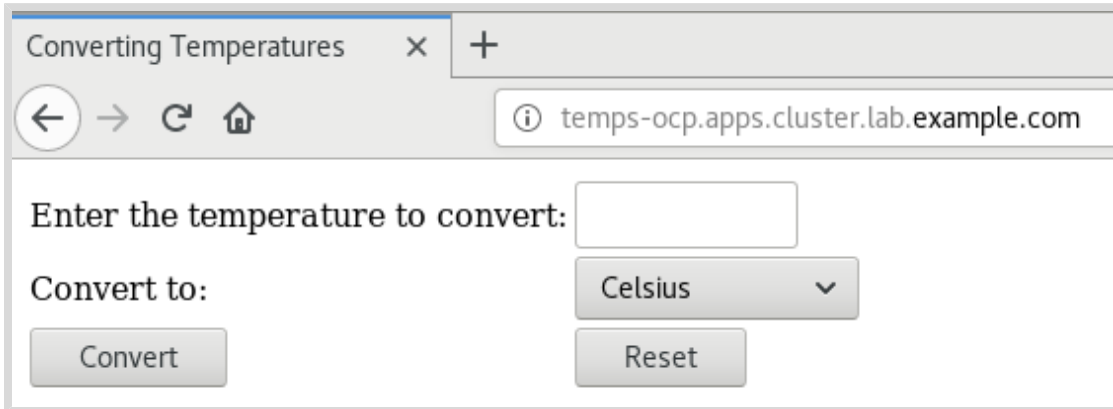 Converting Temperatures
temps-ocp.apps.cluster.lab.example.com
Enter the temperature to convert:
Convert to: Celsius
Convert Reset